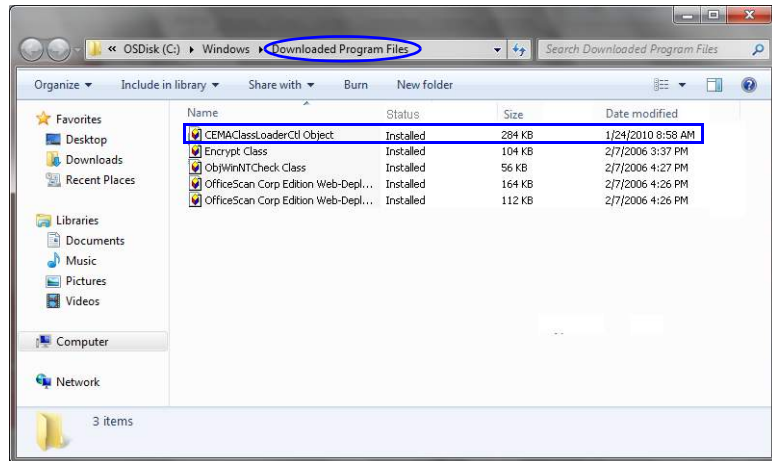 « OSDisk (C:) Windows Downloaded Program Files Search Downloaded Program Files
Organize Include in library Share with Burn New folder
Favorites
Desktop
Downloads
Recent Places
Libraries
Documents
Music
Pictures
Videos
Computer
Network
Name Status Size Date modified
CEMAClassLoaderCtl Object Installed 284 KB 1/24/2010 8:58 AM
Encrypt Class Installed 104 KB 2/7/2006 3:37 PM
ObjWinNTCheck Class Installed 56 KB 2/7/2006 4:27 PM
OfficeScan Corp Edition Web-Depl... Installed 164 KB 2/7/2006 4:26 PM
OfficeScan Corp Edition Web-Depl... Installed 112 KB 2/7/2006 4:26 PM
3 items